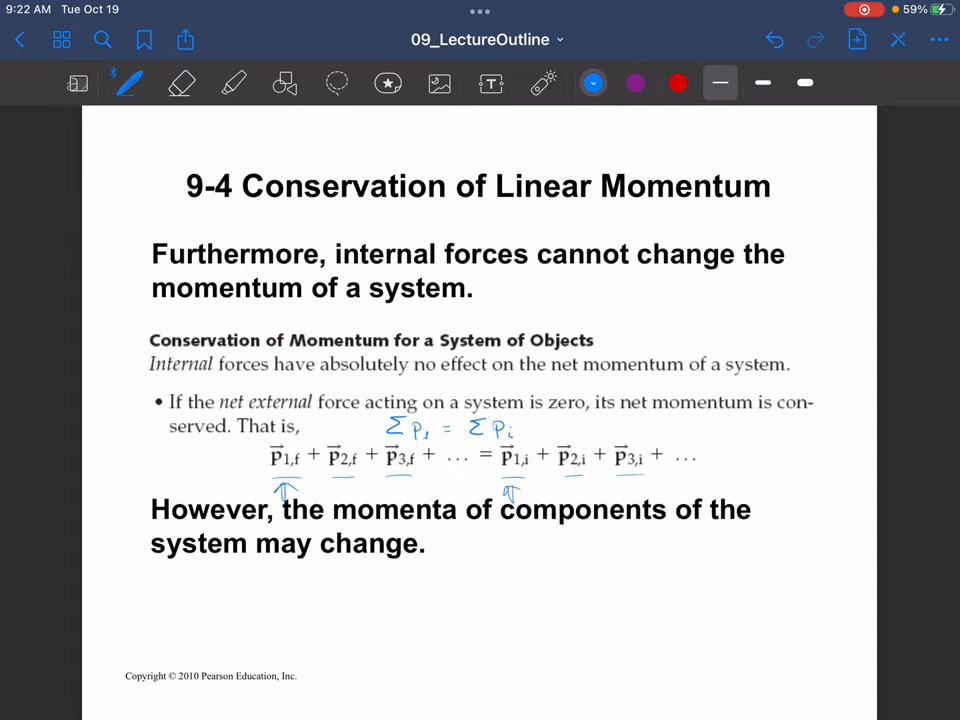 9:22 AM Tue Oct 19
59%
09_LectureOutline
T
9-4 Conservation of Linear Momentum
Furthermore, internal forces cannot change the
momentum of a system.
Conservation of Momentum for a System of Objects
Internal forces have absolutely no effect on the net momentum of a system.
• If the net external force acting on a system is zero, its net momentum is con-
served. That is,
Σ pf = Σ pi
p⃗1,f + p⃗2,f + p⃗3,f + ... = p⃗1,i + p⃗2,i + p⃗3,i + ...
However, the momenta of components of the
system may change.
Copyright © 2010 Pearson Education, Inc.